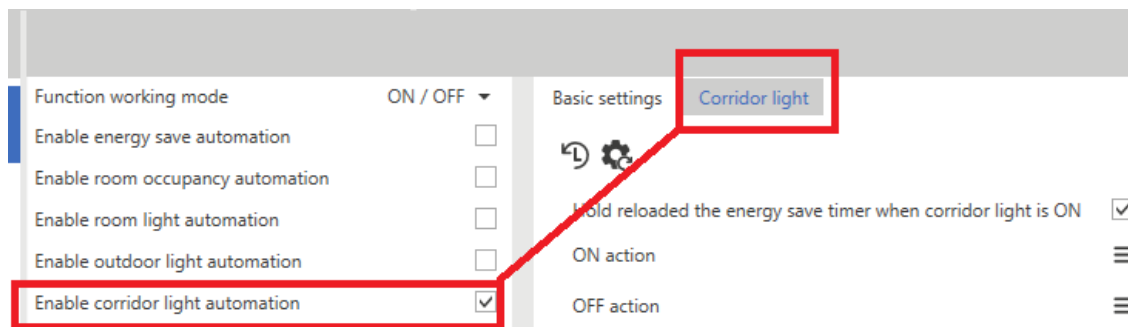 Function working mode ON / OFF
Enable energy save automation
Enable room occupancy automation
Enable room light automation
Enable outdoor light automation
Enable corridor light automation
Basic settings Corridor light
Hold reloaded the energy save timer when corridor light is ON
ON action
OFF action